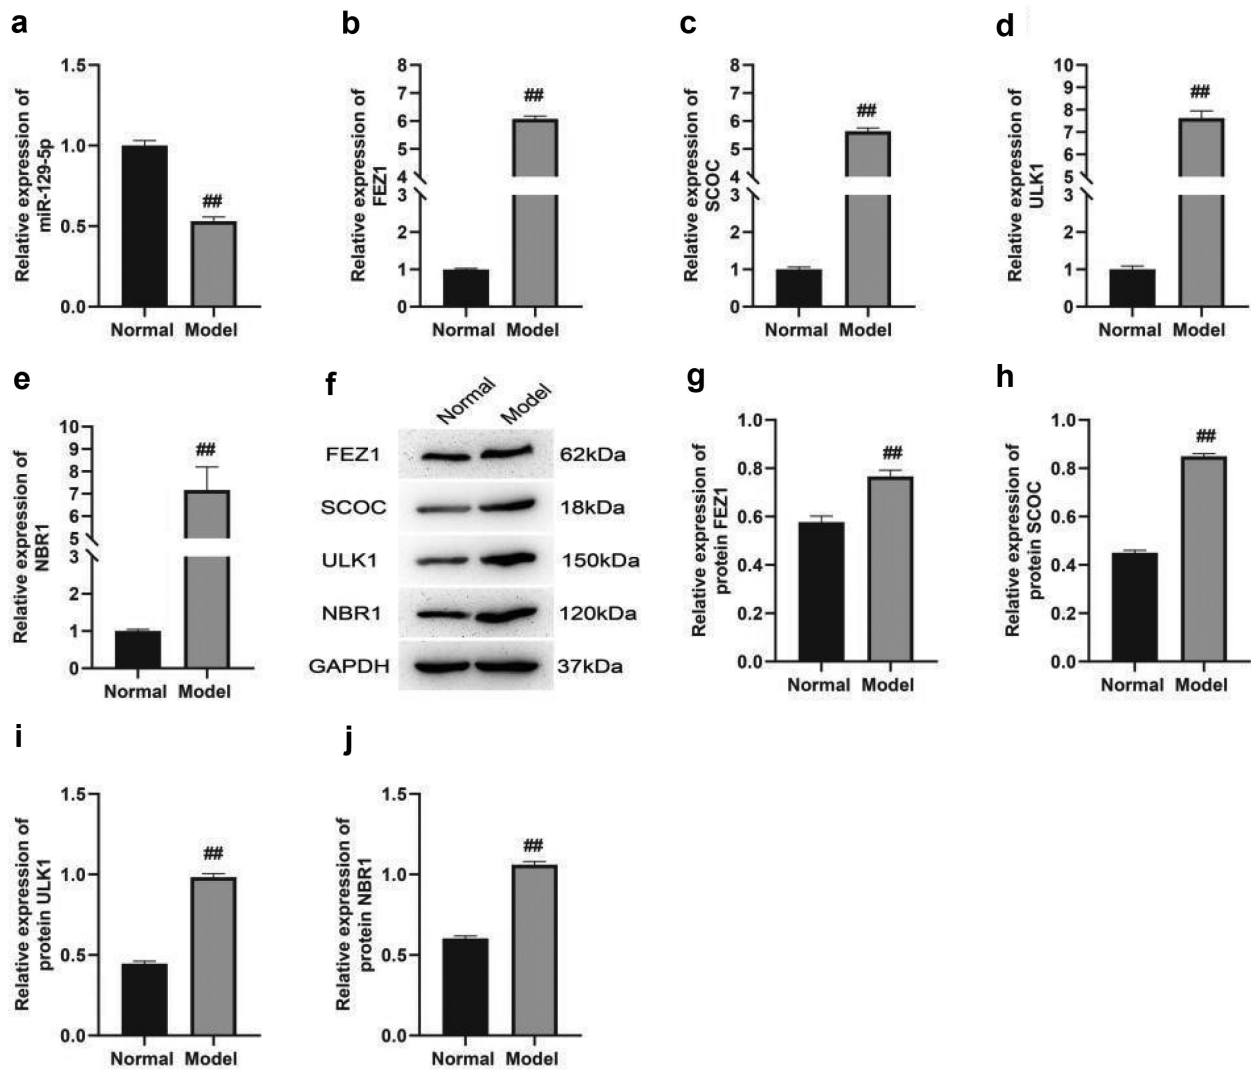 a
Relative expression of
miR-129-5p
1.5
1.0
0.5
0.0
##
Normal Model
b
Relative expression of
FEZ1
8
7
6
5
4
3
2
1
0
##
Normal Model
c
Relative expression of
SCOC
8
7
6
5
4
3
2
1
0
##
Normal Model
d
Relative expression of
ULK1
10
9
8
7
6
5
3
2
1
0
##
Normal Model
e
Relative expression of
NBR1
10
9
8
7
6
5
3
2
1
0
##
Normal Model
f
Normal Model
FEZ1 62kDa
SCOC 18kDa
ULK1 150kDa
NBR1 120kDa
GAPDH 37kDa
g
Relative expression of
protein FEZ1
1.0
0.8
0.6
0.4
0.2
0.0
##
Normal Model
h
Relative expression of
protein SCOC
1.0
0.8
0.6
0.4
0.2
0.0
##
Normal Model
i
Relative expression of
protein ULK1
1.5
1.0
0.5
0.0
##
Normal Model
j
Relative expression of
protein NBR1
1.5
1.0
0.5
0.0
##
Normal Model